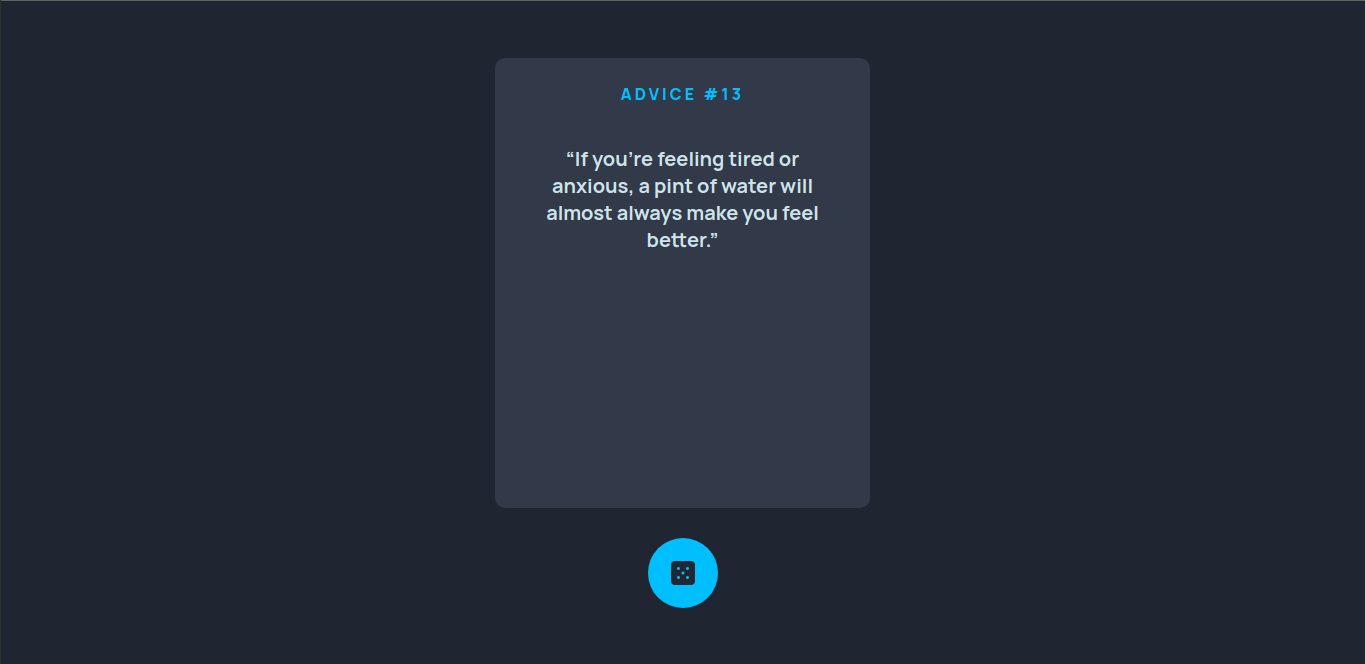 ADVICE #13
“If you’re feeling tired or
anxious, a pint of water will
almost always make you feel
better.”